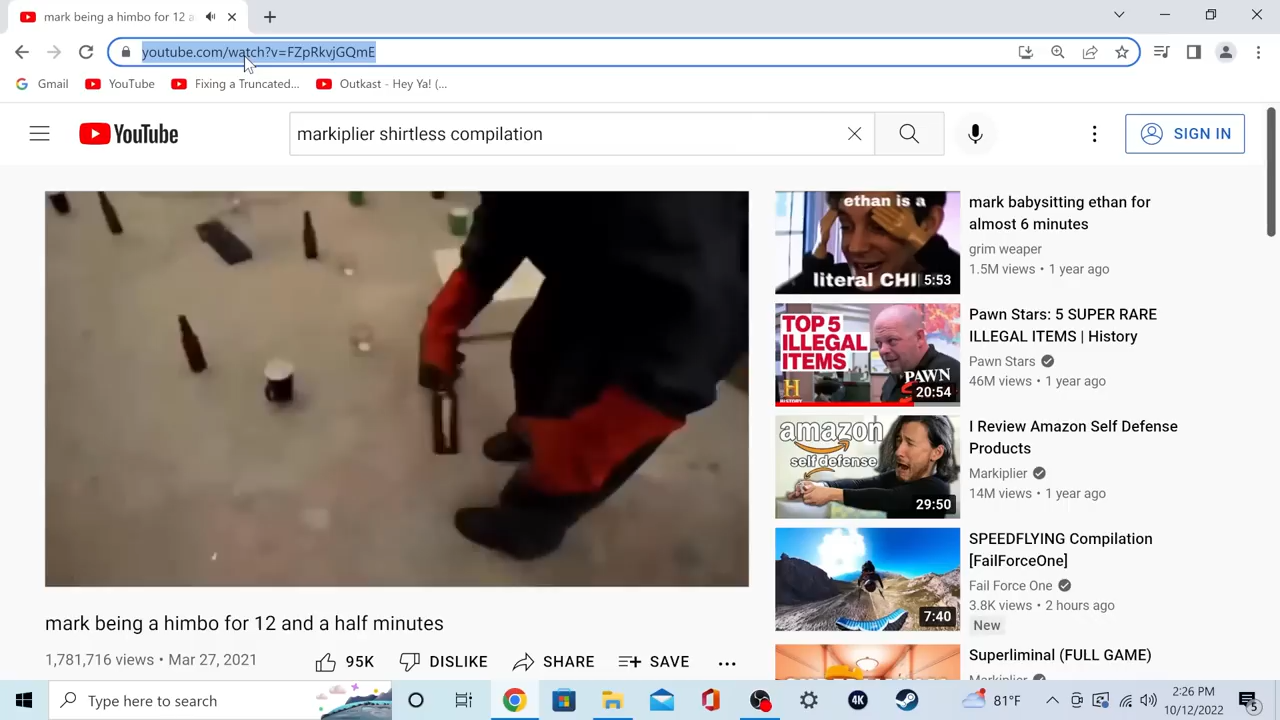 mark being a himbo for 12 a
youtube.com/watch?v=FZpRkvjGQmE
Gmail
YouTube
Fixing a Truncated...
Outkast - Hey Ya! (...
YouTube
markiplier shirtless compilation
SIGN IN
ethan is a
literal CHI
5:53
mark babysitting ethan for
almost 6 minutes
grim weaper
1.5M views • 1 year ago
TOP 5
ILLEGAL
ITEMS
H
HISTORY
PAWN
20:54
Pawn Stars: 5 SUPER RARE
ILLEGAL ITEMS | History
Pawn Stars
46M views • 1 year ago
amazon
self defense
29:50
I Review Amazon Self Defense
Products
Markiplier
14M views • 1 year ago
7:40
SPEEDFLYING Compilation
[FailForceOne]
Fail Force One
3.8K views • 2 hours ago
New
Superliminal (FULL GAME)
Markiplier
mark being a himbo for 12 and a half minutes
1,781,716 views • Mar 27, 2021
95K
DISLIKE
SHARE
SAVE
Type here to search
4K
81°F
2:26 PM
10/12/2022
5